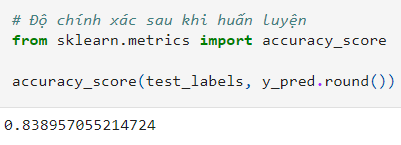 # Độ chính xác sau khi huấn luyện
from sklearn.metrics import accuracy_score
accuracy_score(test_labels, y_pred.round())
0.838957055214724